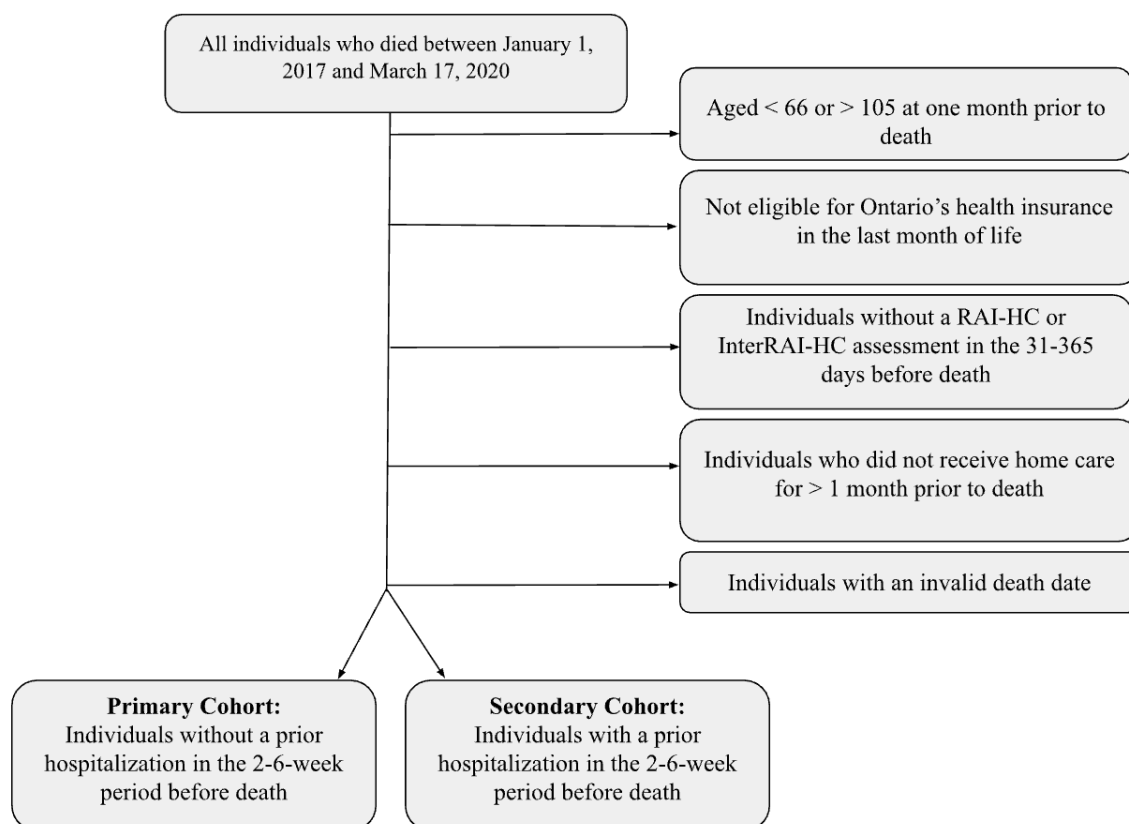 All individuals who died between January 1,
2017 and March 17, 2020
Aged < 66 or > 105 at one month prior to
death
Not eligible for Ontario’s health insurance
in the last month of life
Individuals without a RAI-HC or
InterRAI-HC assessment in the 31-365
days before death
Individuals who did not receive home care
for > 1 month prior to death
Individuals with an invalid death date
Primary Cohort:
Individuals without a prior
hospitalization in the 2-6-week
period before death
Secondary Cohort:
Individuals with a prior
hospitalization in the 2-6-week
period before death